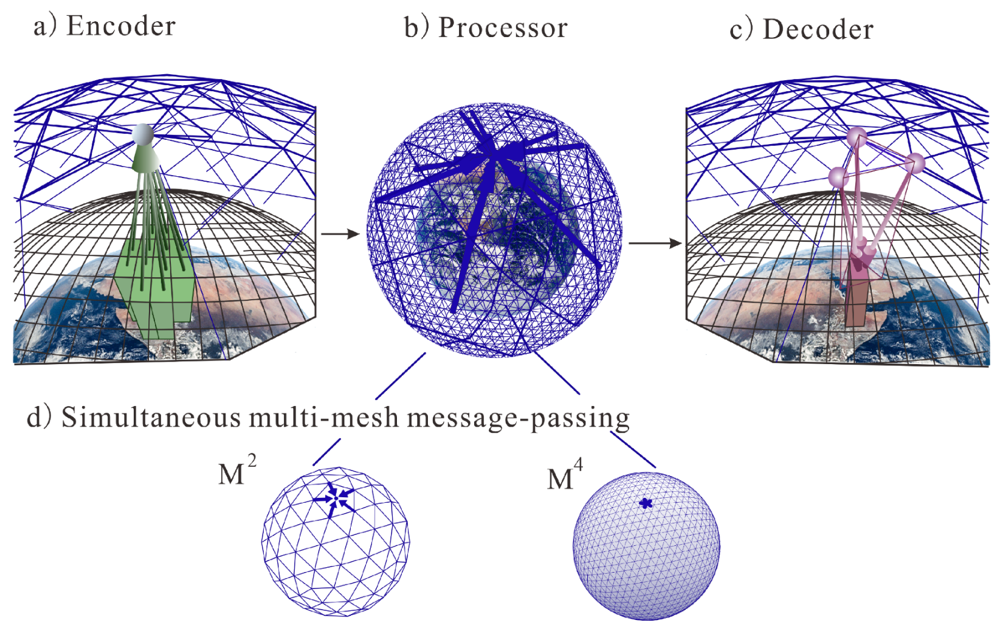 a) Encoder
b) Processor
c) Decoder
d) Simultaneous multi-mesh message-passing
M²
M⁴